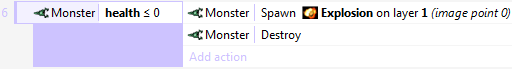 6 Monster health ≤ 0 Monster Spawn Explosion on layer 1 (image point 0)
Monster Destroy
Add action